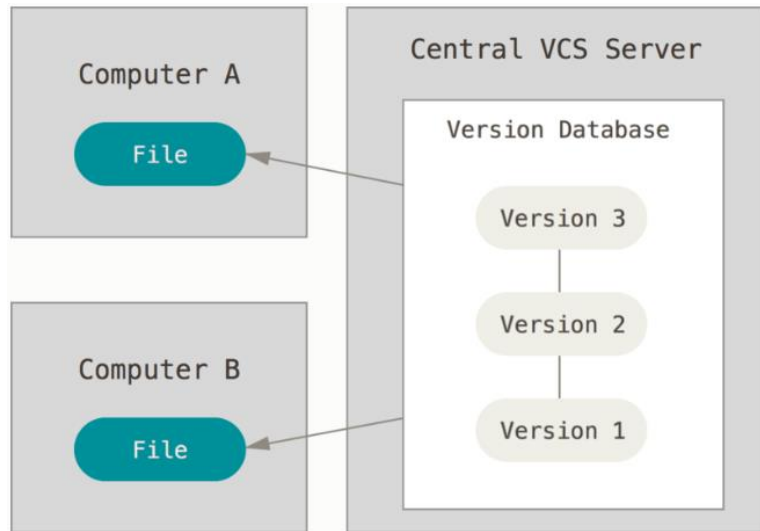 Computer A
File
Computer B
File
Central VCS Server
Version Database
Version 3
Version 2
Version 1